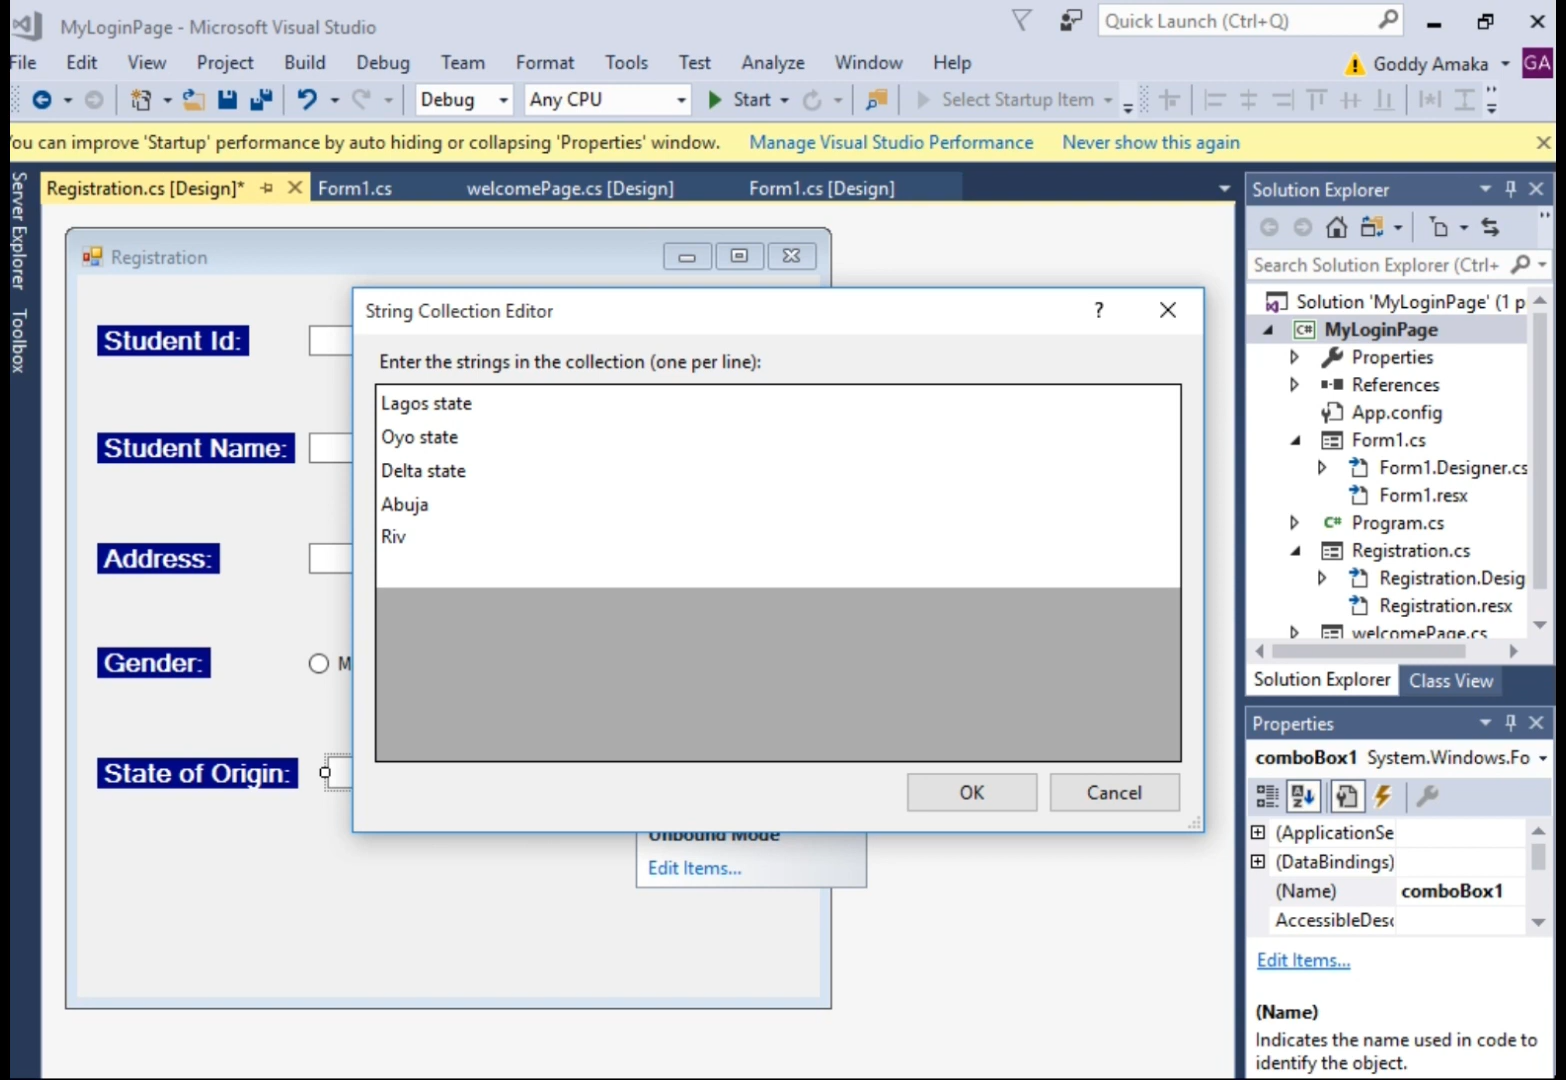 MyLoginPage - Microsoft Visual Studio
Quick Launch (Ctrl+Q)
File Edit View Project Build Debug Team Format Tools Test Analyze Window Help
Goddy Amaka GA
Debug Any CPU Start Select Startup Item
You can improve 'Startup' performance by auto hiding or collapsing 'Properties' window. Manage Visual Studio Performance Never show this again
Server Explorer
Toolbox
Registration.cs [Design]* Form1.cs welcomePage.cs [Design] Form1.cs [Design]
Registration
Student Id:
Student Name:
Address:
Gender:
M
State of Origin:
String Collection Editor ?
Enter the strings in the collection (one per line):
Lagos state
Oyo state
Delta state
Abuja
Riv
OK Cancel
Unbound Mode
Edit Items...
Solution Explorer
Search Solution Explorer (Ctrl+
Solution 'MyLoginPage' (1 p
C# MyLoginPage
Properties
References
App.config
Form1.cs
Form1.Designer.cs
Form1.resx
C# Program.cs
Registration.cs
Registration.Desig
Registration.resx
welcomePage.cs
Solution Explorer Class View
Properties
comboBox1 System.Windows.Fo
(ApplicationSe
(DataBindings)
(Name) comboBox1
AccessibleDesc
Edit Items...
(Name)
Indicates the name used in code to
identify the object.